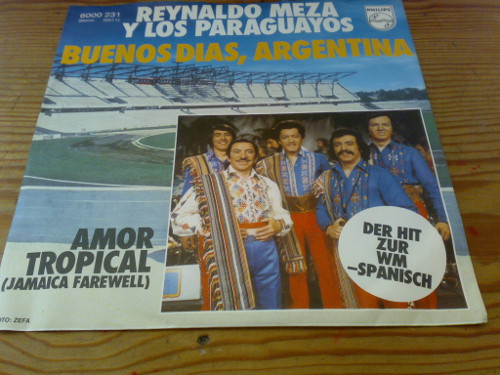 6000 231
REYNALDO MEZA
Y LOS PARAGUAYOS
PHILIPS
BUENOS DIAS, ARGENTINA
AMOR
TROPICAL
(JAMAICA FAREWELL)
DER HIT
ZUR
WM
–SPANISCH
OTO: ZEFA